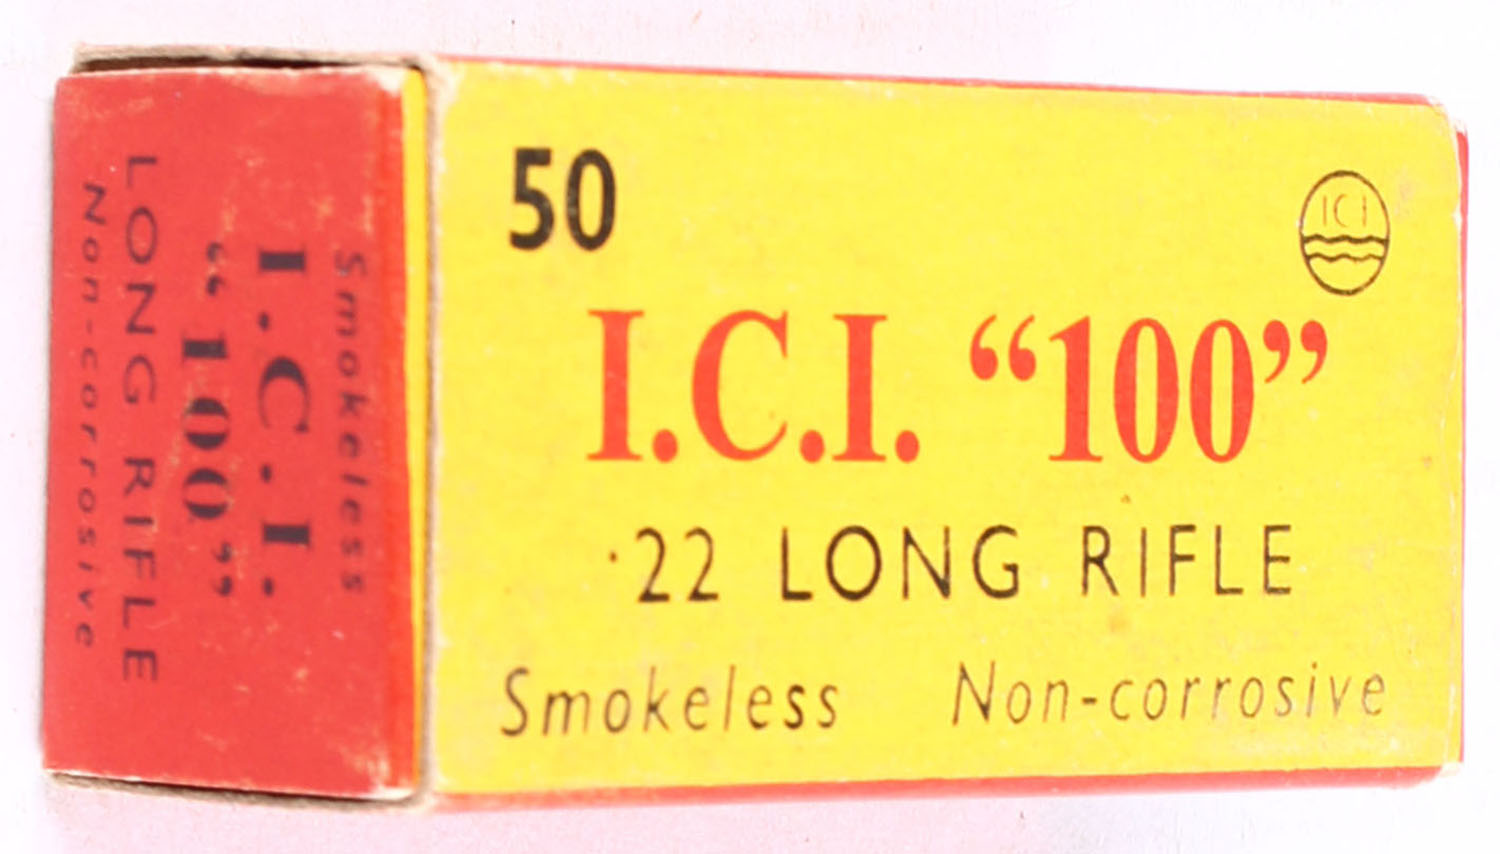 50
ICI
I.C.I. “100”
·22 LONG RIFLE
Smokeless Non-corrosive
Smokeless
I.C.I.
“100”
LONG RIFLE
Non-corrosive